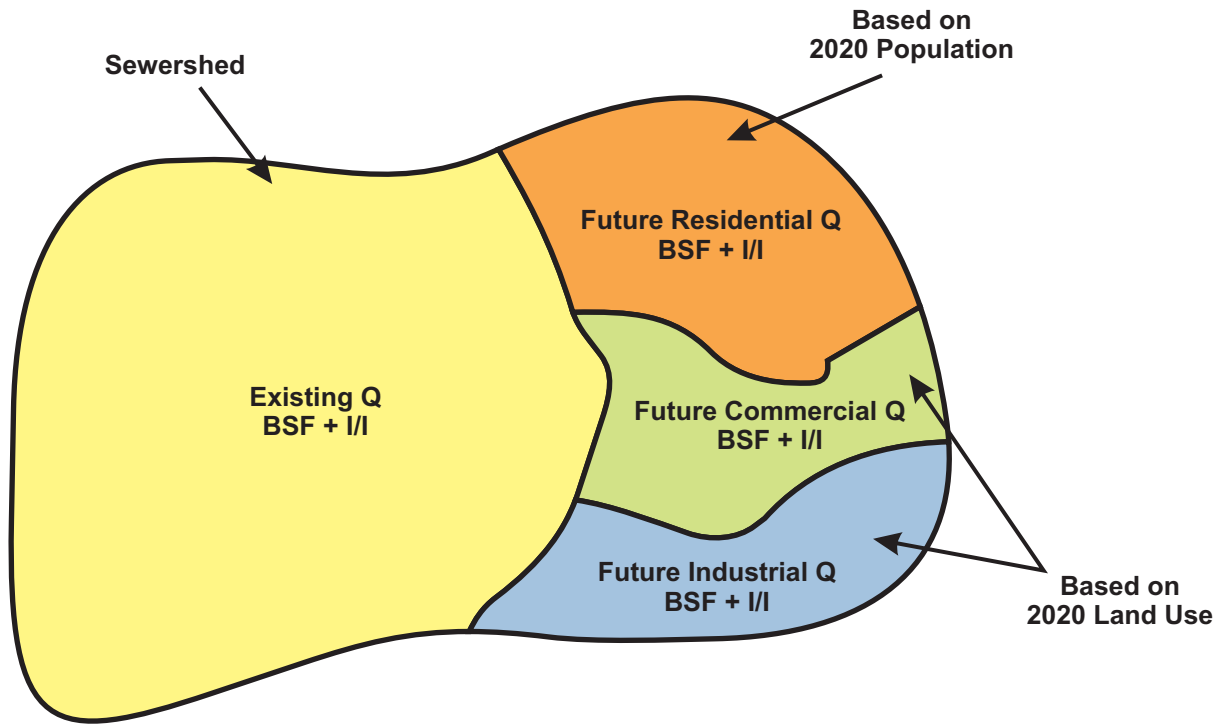 Based on
2020 Population
Sewershed
Future Residential Q
BSF + I/I
Existing Q
BSF + I/I
Future Commercial Q
BSF + I/I
Future Industrial Q
BSF + I/I
Based on
2020 Land Use